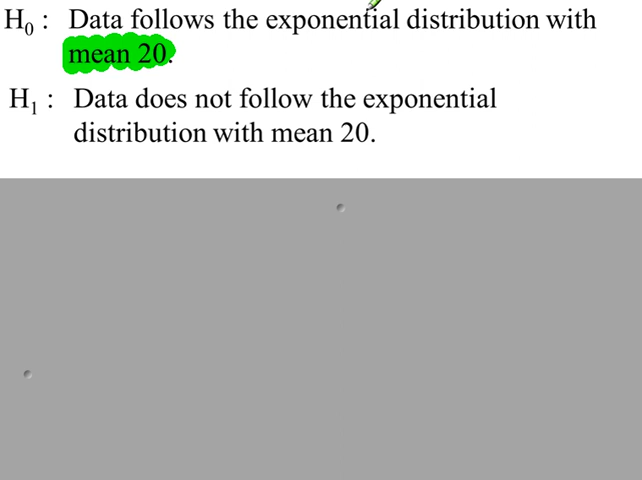 H₀ : Data follows the exponential distribution with
mean 20.
H₁ : Data does not follow the exponential
distribution with mean 20.